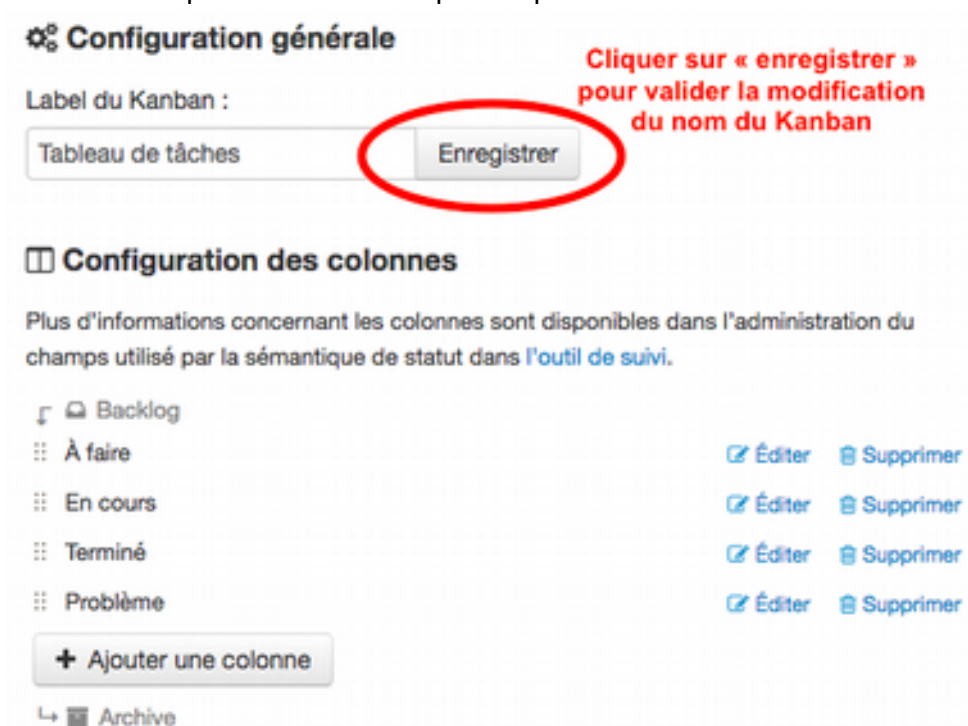 Configuration générale
Cliquer sur « enregistrer »
pour valider la modification
du nom du Kanban
Label du Kanban :
Tableau de tâches
Enregistrer
Configuration des colonnes
Plus d'informations concernant les colonnes sont disponibles dans l'administration du
champs utilisé par la sémantique de statut dans l'outil de suivi.
Backlog
À faire Éditer Supprimer
En cours Éditer Supprimer
Terminé Éditer Supprimer
Problème Éditer Supprimer
+ Ajouter une colonne
Archive